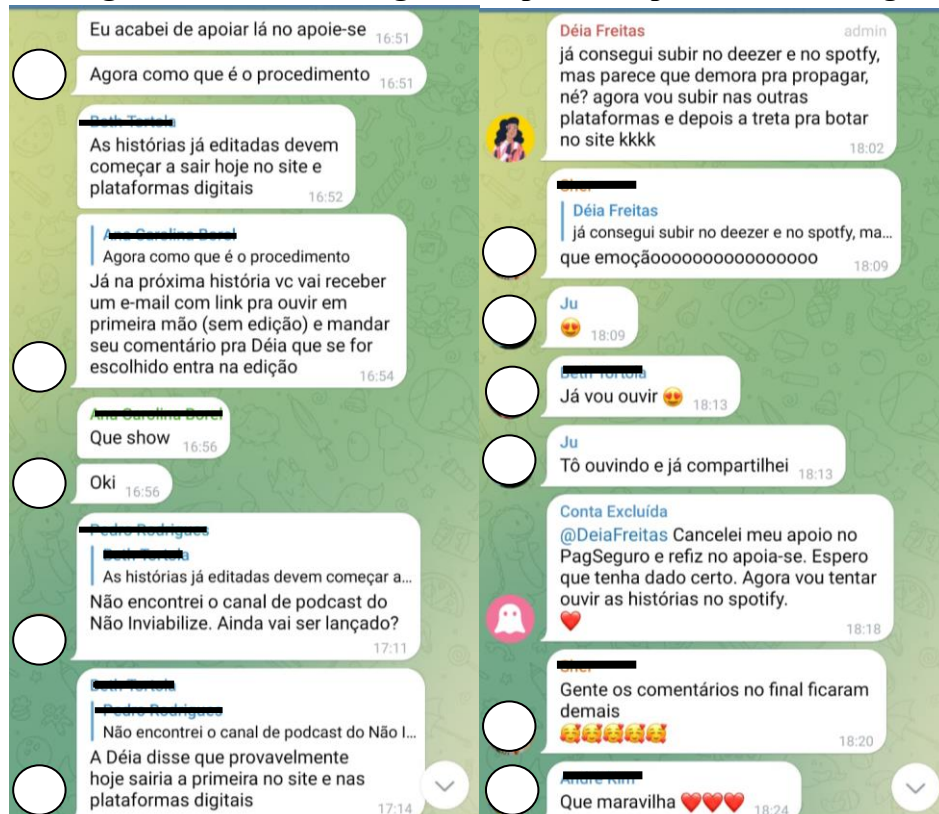 Eu acabei de apoiar lá no apoie-se 16:51
Agora como que é o procedimento 16:51
As histórias já editadas devem
começar a sair hoje no site e
plataformas digitais 16:52
Agora como que é o procedimento
Já na próxima história vc vai receber
um e-mail com link pra ouvir em
primeira mão (sem edição) e mandar
seu comentário pra Déia que se for
escolhido entra na edição 16:54
Que show 16:56
Oki 16:56
As histórias já editadas devem começar a...
Não encontrei o canal de podcast do
Não Inviabilize. Ainda vai ser lançado?
17:11
Não encontrei o canal de podcast do Não I...
A Déia disse que provavelmente
hoje sairia a primeira no site e nas
plataformas digitais 17:14
Déia Freitas admin
já consegui subir no deezer e no spotfy,
mas parece que demora pra propagar,
né? agora vou subir nas outras
plataformas e depois a treta pra botar
no site kkkk 18:02
Déia Freitas
já consegui subir no deezer e no spotfy, ma...
que emoçãoooooooooooooooo 18:09
Ju
😍 18:09
Já vou ouvir 😍 18:13
Ju
Tô ouvindo e já compartilhei 18:13
Conta Excluída
@DeiaFreitas Cancelei meu apoio no
PagSeguro e refiz no apoia-se. Espero
que tenha dado certo. Agora vou tentar
ouvir as histórias no spotify.
❤️ 18:18
Gente os comentários no final ficaram
demais
🥰🥰🥰🥰🥰 18:20
Que maravilha ❤️❤️❤️ 18:24